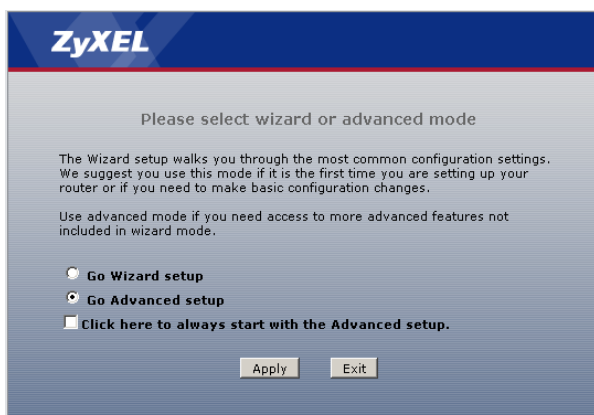 ZyXEL
Please select wizard or advanced mode
The Wizard setup walks you through the most common configuration settings.
We suggest you use this mode if it is the first time you are setting up your
router or if you need to make basic configuration changes.
Use advanced mode if you need access to more advanced features not
included in wizard mode.
Go Wizard setup
Go Advanced setup
Click here to always start with the Advanced setup.
Apply Exit